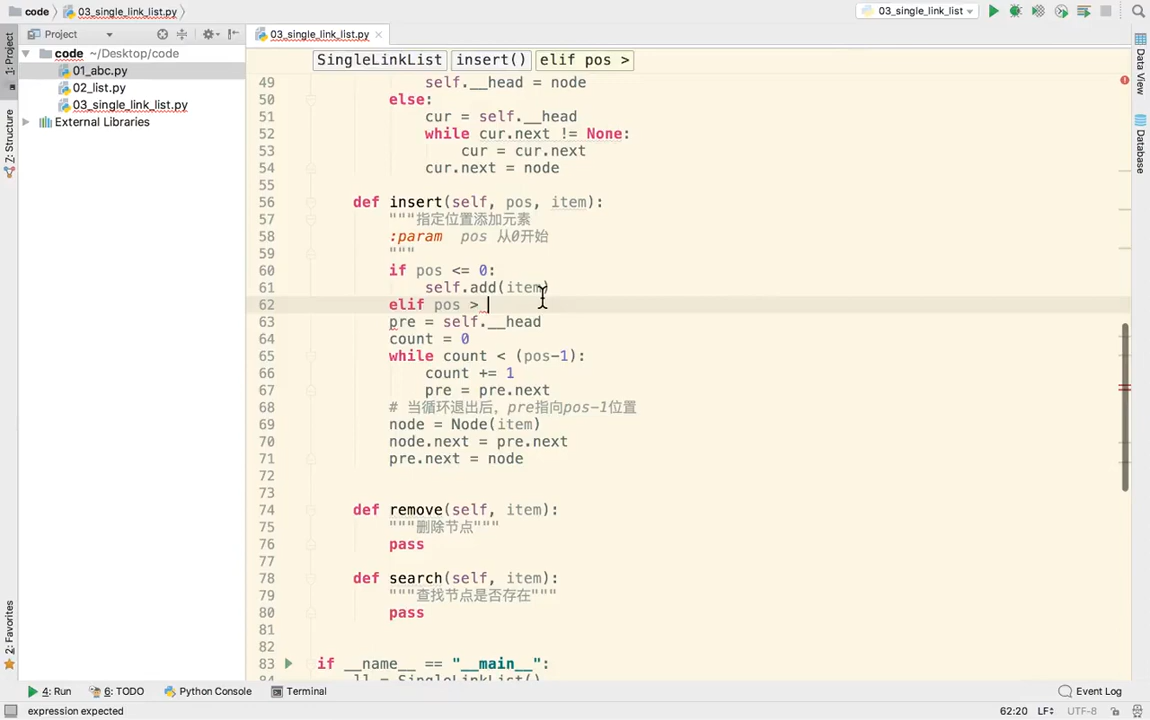 code 03_single_link_list.py 03_single_link_list.py
1: Project
Project
03_single_link_list.py
code ~/Desktop/code
01_abc.py
02_list.py
03_single_link_list.py
External Libraries
Z: Structure
2: Favorites
SingleLinkList insert() elif pos >
49 self.__head = node
50 else:
51 cur = self.__head
52 while cur.next != None:
53 cur = cur.next
54 cur.next = node
55
56 def insert(self, pos, item):
57 """指定位置添加元素
58 :param pos 从0开始
59 """
60 if pos <= 0:
61 self.add(item)
62 elif pos >
63 pre = self.__head
64 count = 0
65 while count < (pos-1):
66 count += 1
67 pre = pre.next
68 # 当循环退出后，pre指向pos-1位置
69 node = Node(item)
70 node.next = pre.next
71 pre.next = node
72
73
74 def remove(self, item):
75 """删除节点"""
76 pass
77
78 def search(self, item):
79 """查找节点是否存在"""
80 pass
81
82
83 if __name__ == "__main__":
84 ll = SingleLinkList()
Data View
Database
4: Run 6: TODO Python Console Terminal Event Log
expression expected 62:20 LF UTF-8